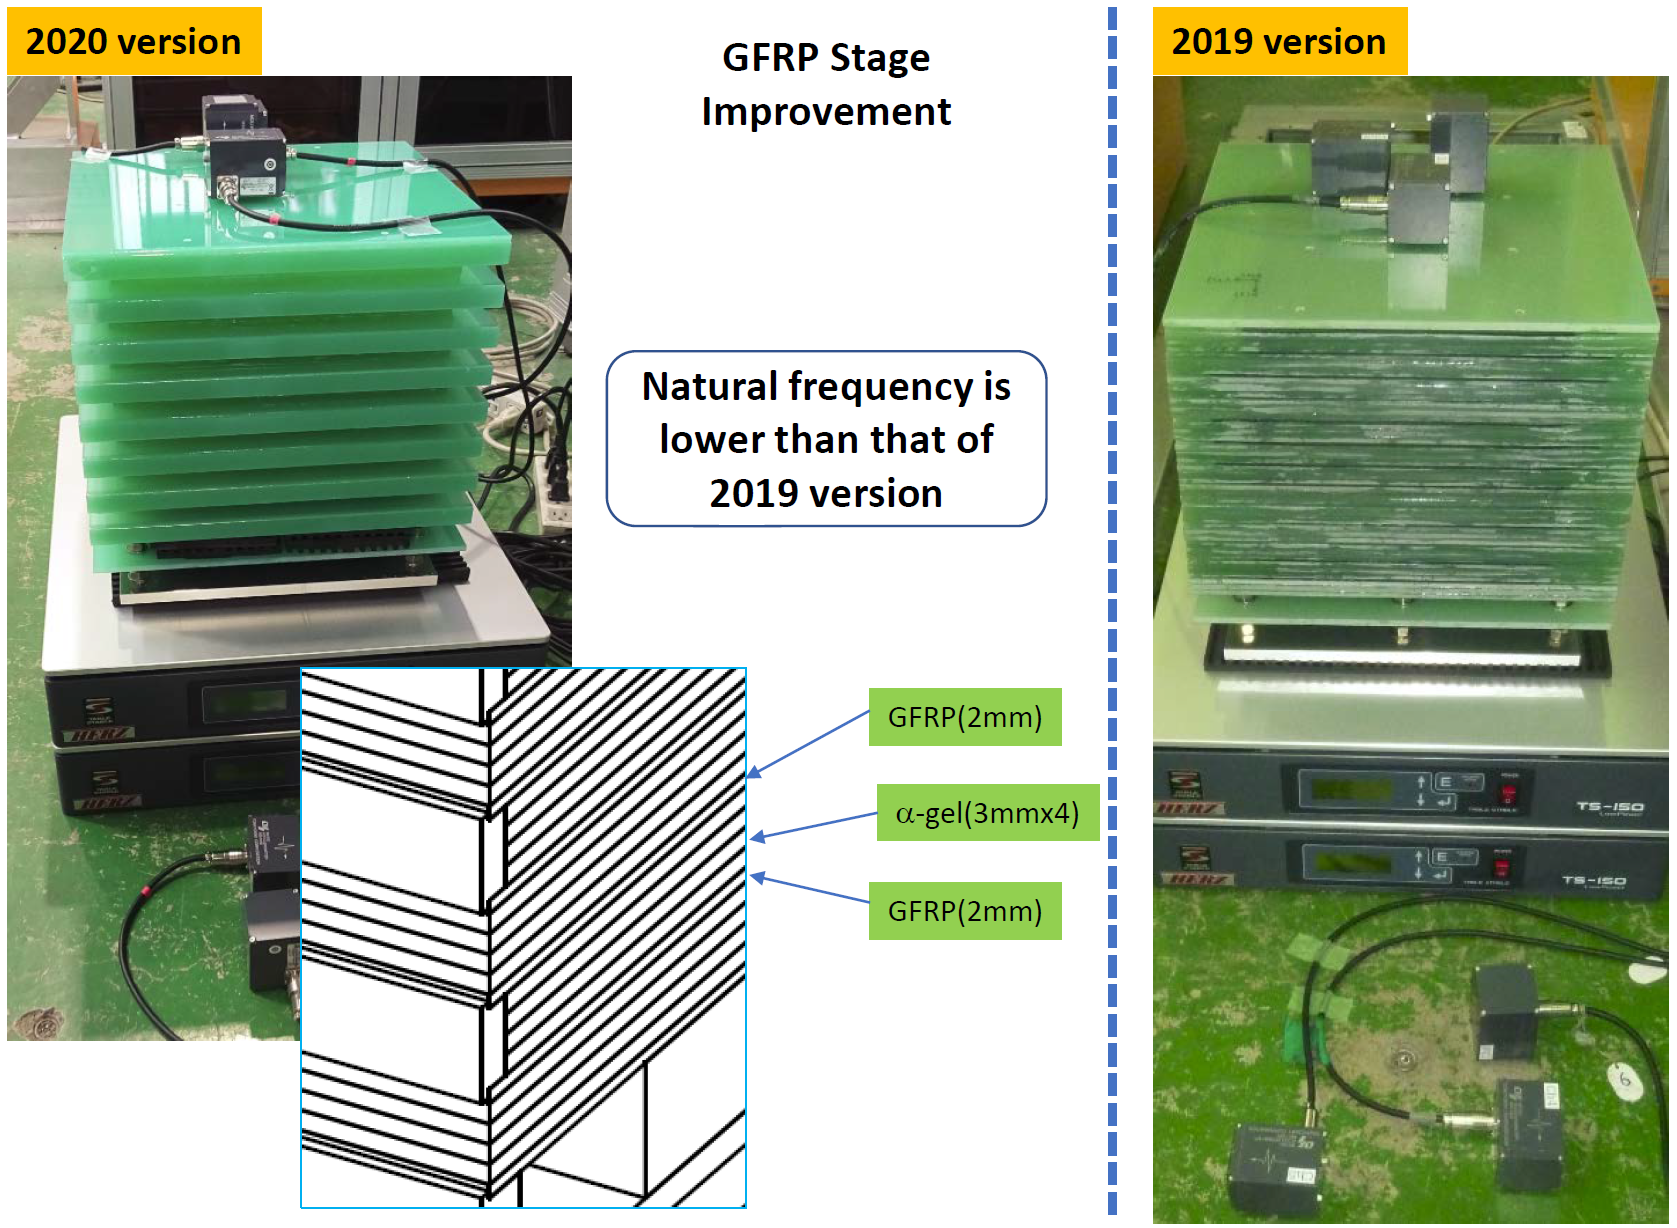 2020 version
GFRP Stage
Improvement
2019 version
Natural frequency is
lower than that of
2019 version
GFRP(2mm)
α-gel(3mmx4)
GFRP(2mm)
HERZ
HERZ
HERZ
E
TS-150
HERZ
E
TS-150
6